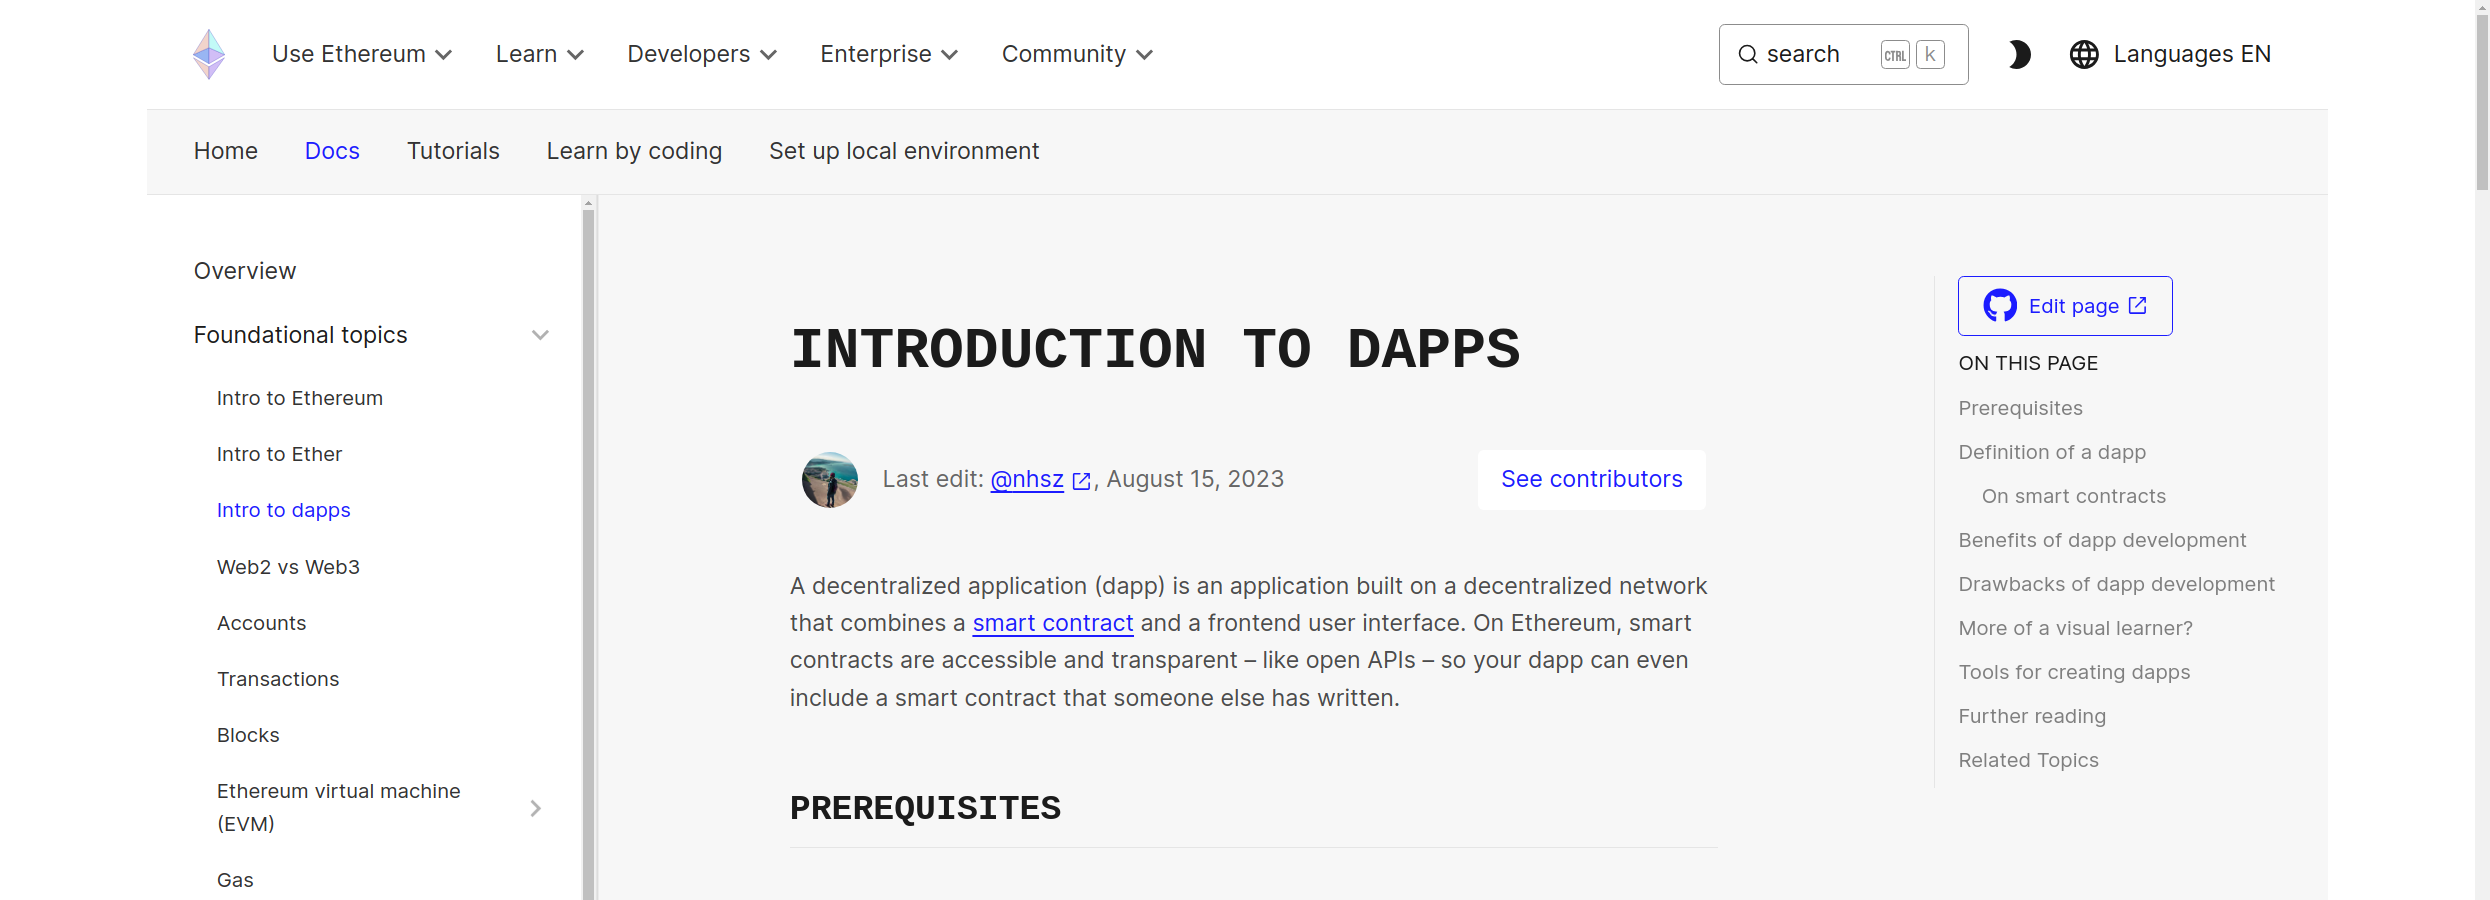 Use Ethereum Learn Developers Enterprise Community search CTRL k Languages EN
Home Docs Tutorials Learn by coding Set up local environment
Overview
Foundational topics
Intro to Ethereum
Intro to Ether
Intro to dapps
Web2 vs Web3
Accounts
Transactions
Blocks
Ethereum virtual machine
(EVM)
Gas
INTRODUCTION TO DAPPS
Last edit: @nhsz, August 15, 2023
See contributors
A decentralized application (dapp) is an application built on a decentralized network
that combines a smart contract and a frontend user interface. On Ethereum, smart
contracts are accessible and transparent – like open APIs – so your dapp can even
include a smart contract that someone else has written.
PREREQUISITES
Edit page
ON THIS PAGE
Prerequisites
Definition of a dapp
On smart contracts
Benefits of dapp development
Drawbacks of dapp development
More of a visual learner?
Tools for creating dapps
Further reading
Related Topics